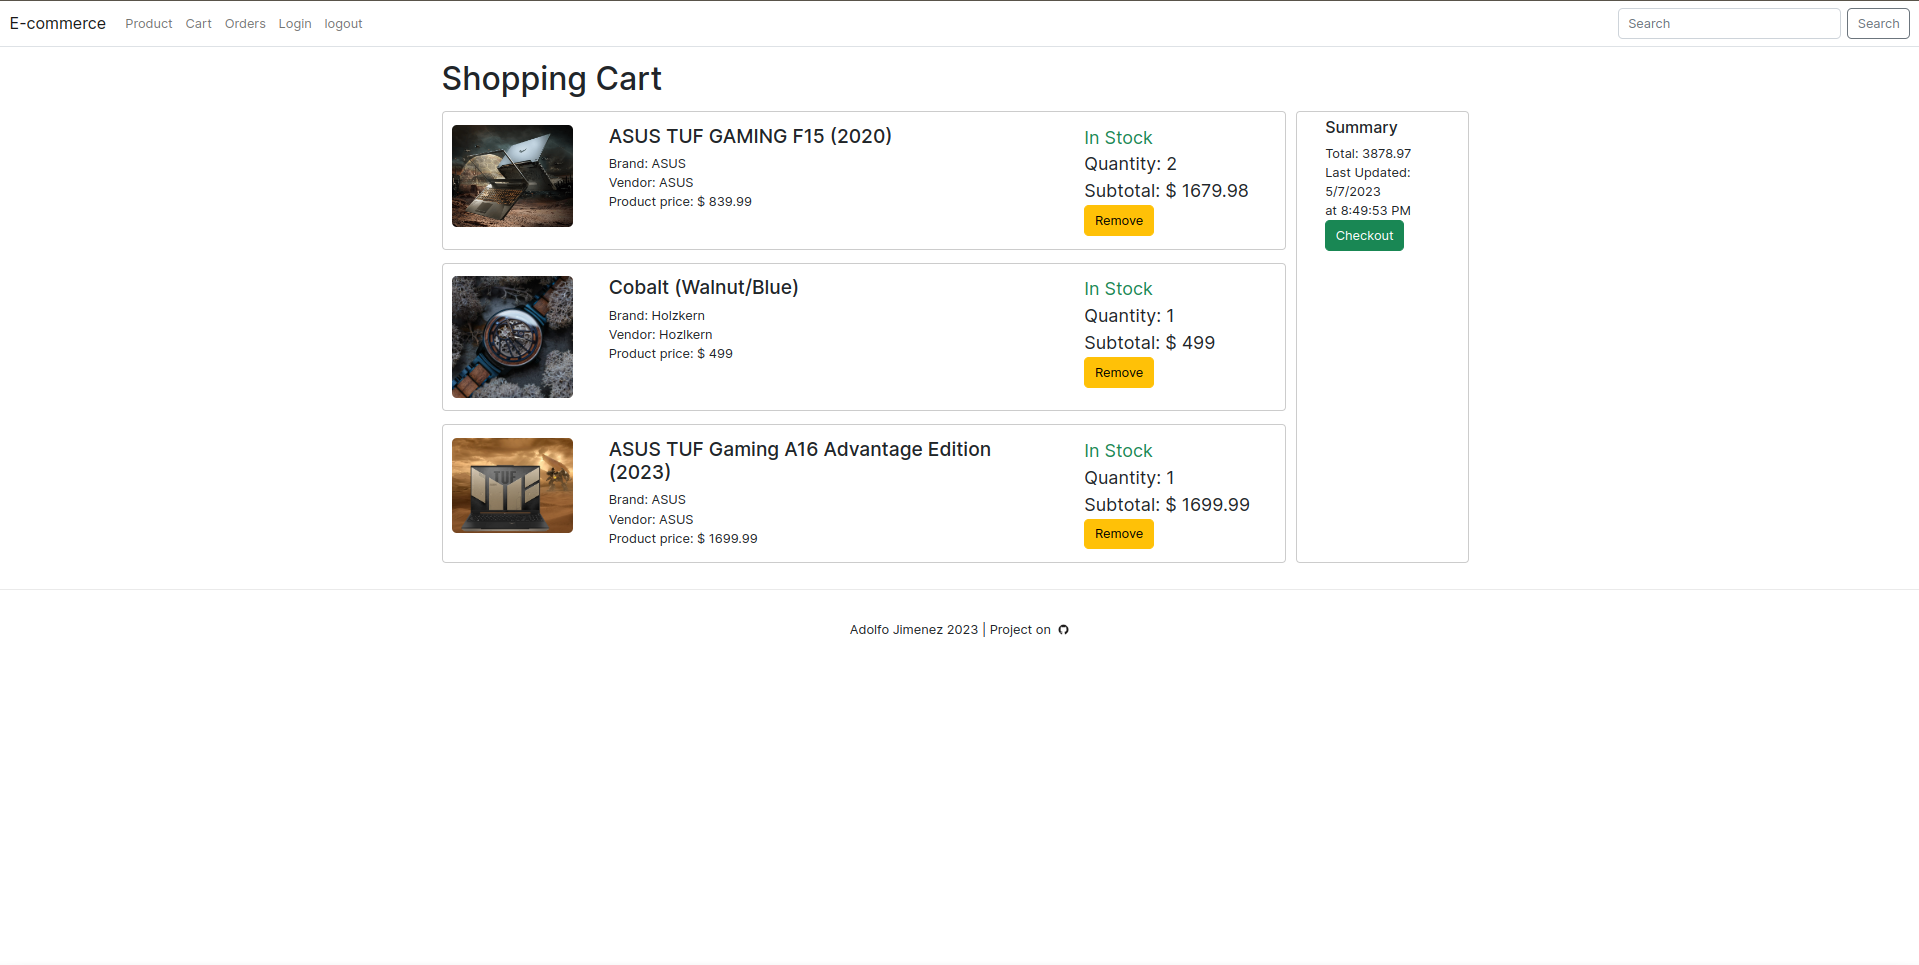 E-commerce Product Cart Orders Login logout Search Search
Shopping Cart
ASUS TUF GAMING F15 (2020)
Brand: ASUS
Vendor: ASUS
Product price: $ 839.99
In Stock
Quantity: 2
Subtotal: $ 1679.98
Remove
Cobalt (Walnut/Blue)
Brand: Holzkern
Vendor: Hozlkern
Product price: $ 499
In Stock
Quantity: 1
Subtotal: $ 499
Remove
TUF
ASUS TUF Gaming A16 Advantage Edition
(2023)
Brand: ASUS
Vendor: ASUS
Product price: $ 1699.99
In Stock
Quantity: 1
Subtotal: $ 1699.99
Remove
Summary
Total: 3878.97
Last Updated:
5/7/2023
at 8:49:53 PM
Checkout
Adolfo Jimenez 2023 | Project on